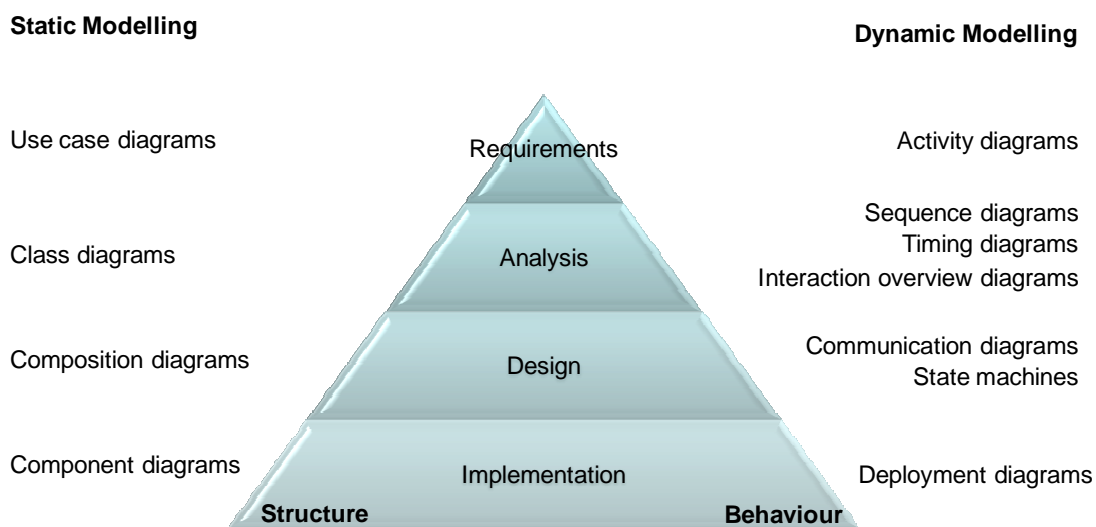 Static Modelling
Dynamic Modelling
Use case diagrams
Requirements
Activity diagrams
Sequence diagrams
Timing diagrams
Class diagrams
Analysis
Interaction overview diagrams
Composition diagrams
Design
Communication diagrams
State machines
Component diagrams
Implementation
Deployment diagrams
Structure
Behaviour